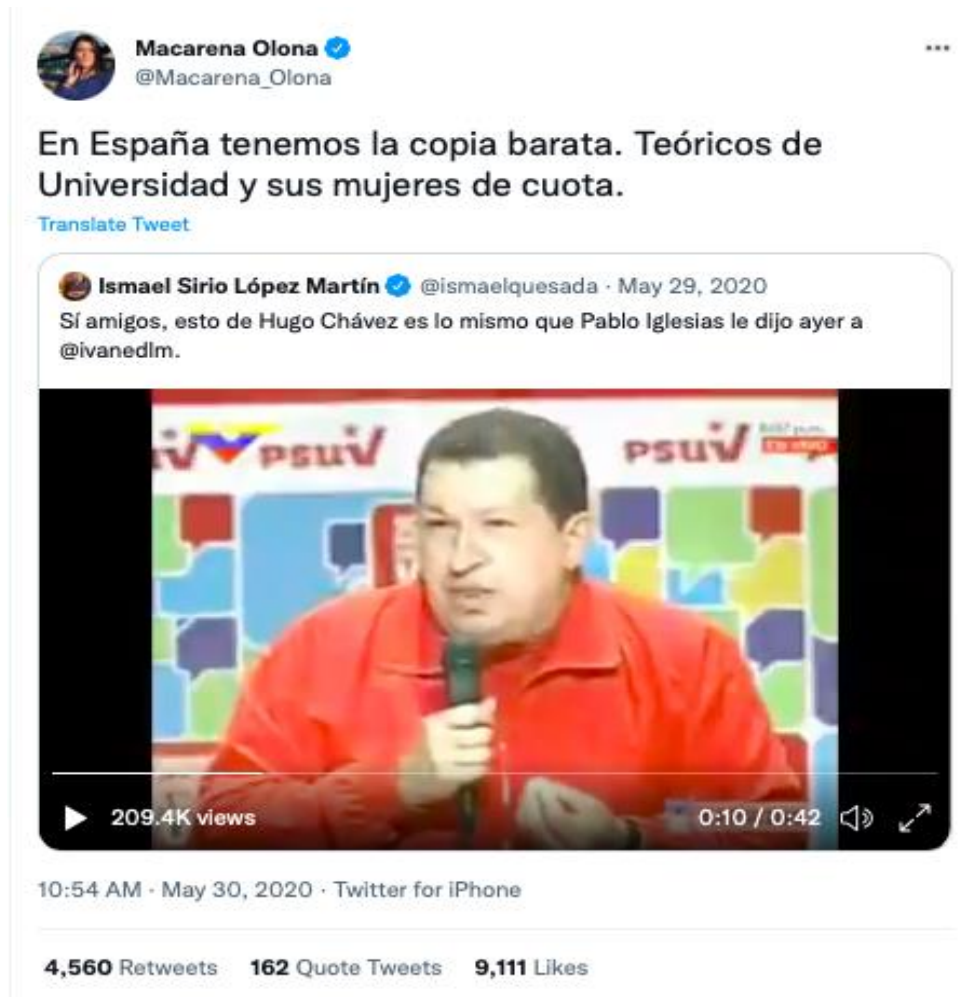 Macarena Olona
@Macarena_Olona
En España tenemos la copia barata. Teóricos de
Universidad y sus mujeres de cuota.
Translate Tweet
Ismael Sirio López Martín @ismaelquesada · May 29, 2020
Sí amigos, esto de Hugo Chávez es lo mismo que Pablo Iglesias le dijo ayer a
@ivanedlm.
iv psuv psuv
EN VIVO
209.4K views 0:10 / 0:42
10:54 AM · May 30, 2020 · Twitter for iPhone
4,560 Retweets 162 Quote Tweets 9,111 Likes